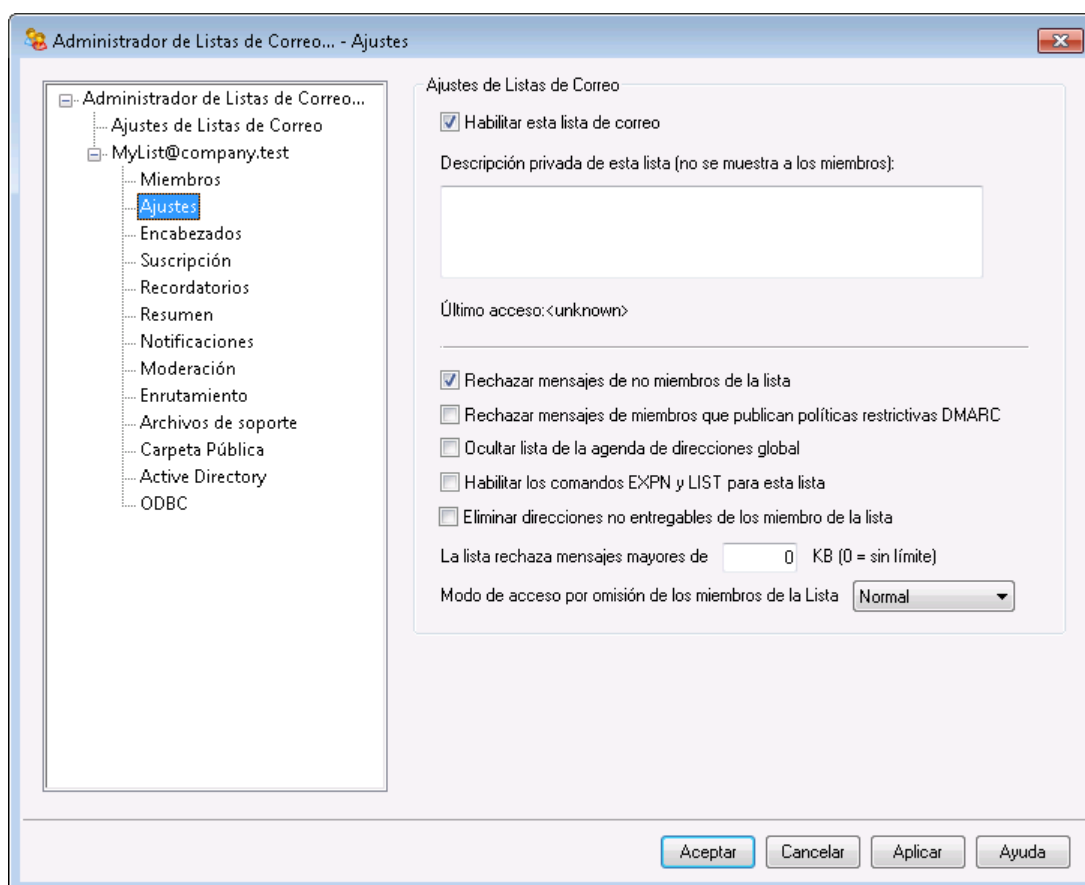 Administrador de Listas de Correo... - Ajustes
Administrador de Listas de Correo...
Ajustes de Listas de Correo
MyList@company.test
Miembros
Ajustes
Encabezados
Suscripción
Recordatorios
Resumen
Notificaciones
Moderación
Enrutamiento
Archivos de soporte
Carpeta Pública
Active Directory
ODBC
Ajustes de Listas de Correo
Habilitar esta lista de correo
Descripción privada de esta lista (no se muestra a los miembros):
Último acceso:<unknown>
Rechazar mensajes de no miembros de la lista
Rechazar mensajes de miembros que publican políticas restrictivas DMARC
Ocultar lista de la agenda de direcciones global
Habilitar los comandos EXPN y LIST para esta lista
Eliminar direcciones no entregables de los miembro de la lista
La lista rechaza mensajes mayores de 0 KB (0 = sin límite)
Modo de acceso por omisión de los miembros de la Lista Normal
Aceptar Cancelar Aplicar Ayuda